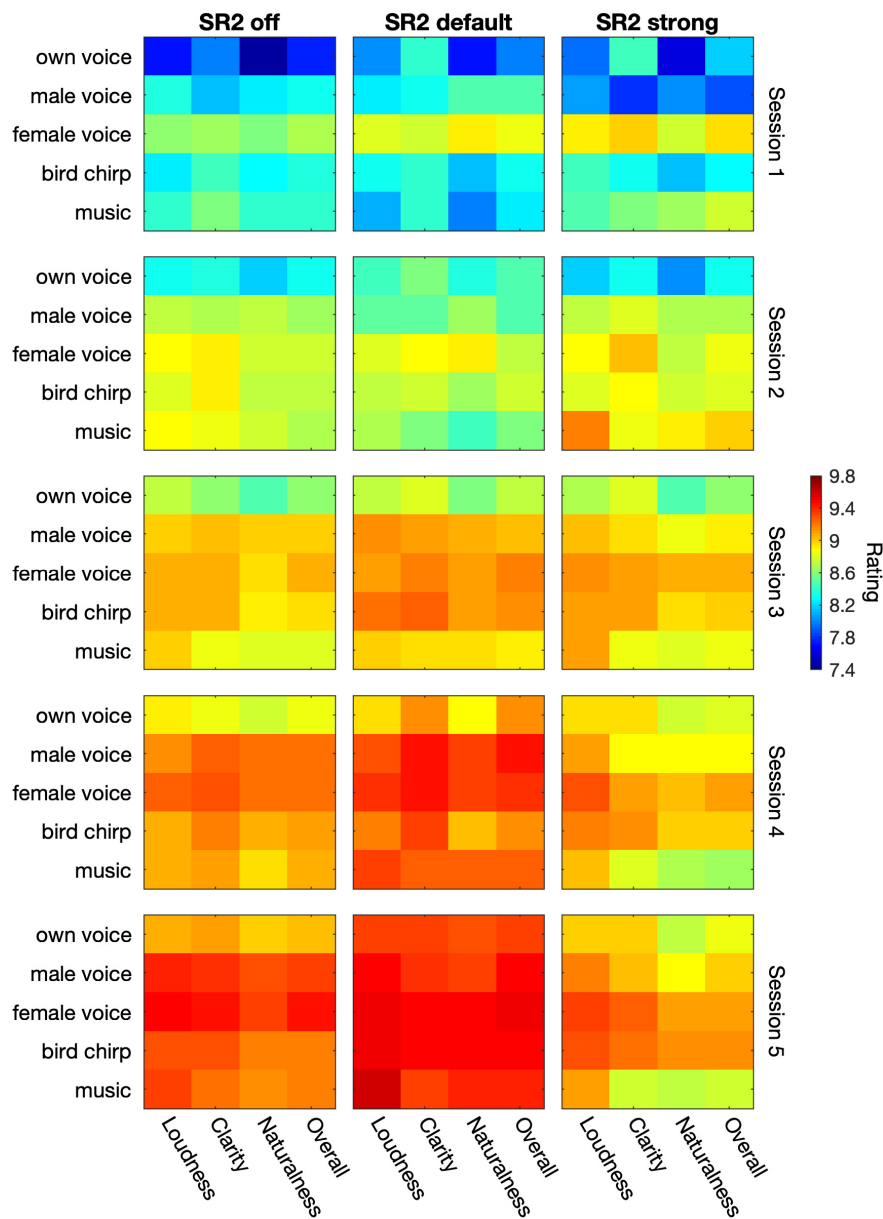 SR2 off SR2 default SR2 strong
own voice
male voice
female voice
bird chirp
music
Session 1
own voice
male voice
female voice
bird chirp
music
Session 2
own voice
male voice
female voice
bird chirp
music
Session 3
9.8
9.4
9
8.6
8.2
7.8
7.4
Rating
own voice
male voice
female voice
bird chirp
music
Session 4
own voice
male voice
female voice
bird chirp
music
Session 5
Loudness Clarity Naturalness Overall Loudness Clarity Naturalness Overall Loudness Clarity Naturalness Overall